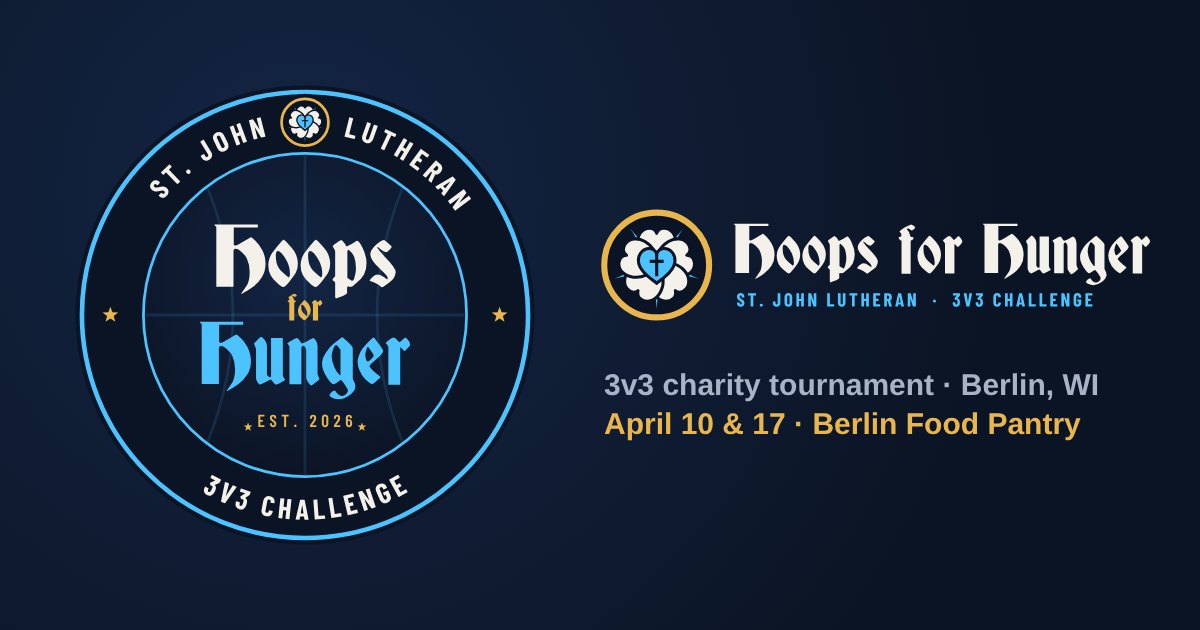 ST. JOHN LUTHERAN
Hoops
for
Hunger
EST. 2026
3V3 CHALLENGE
Hoops for Hunger
ST. JOHN LUTHERAN · 3V3 CHALLENGE
3v3 charity tournament · Berlin, WI
April 10 & 17 · Berlin Food Pantry